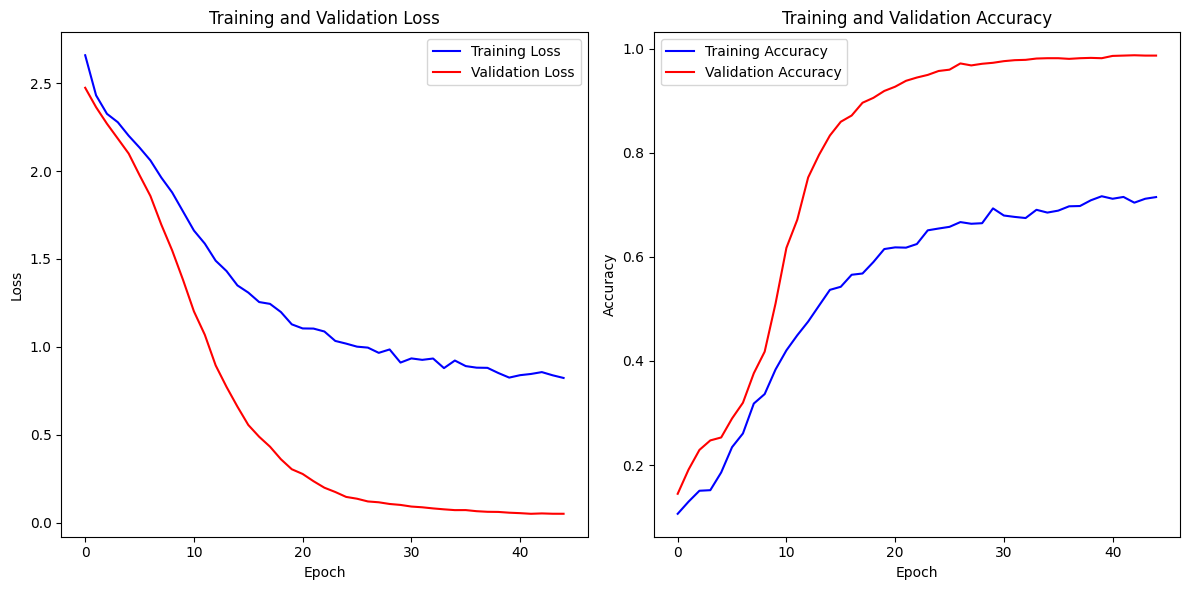 Training and Validation Loss
Training Loss
Validation Loss
Loss
2.5
2.0
1.5
1.0
0.5
0.0
0
10
20
30
40
Epoch
Training and Validation Accuracy
Training Accuracy
Validation Accuracy
Accuracy
1.0
0.8
0.6
0.4
0.2
0
10
20
30
40
Epoch